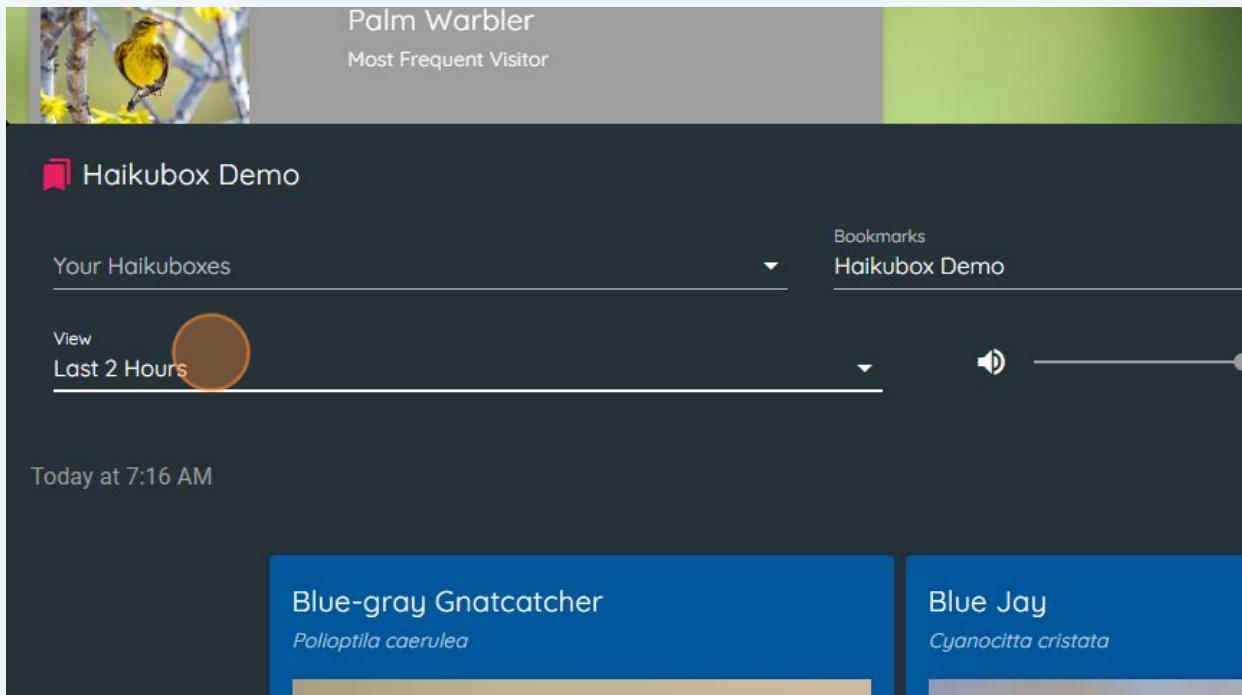 Palm Warbler
Most Frequent Visitor
Haikubox Demo
Your Haikuboxes
Bookmarks
Haikubox Demo
View
Last 2 Hours
Today at 7:16 AM
Blue-gray Gnatcatcher
Polioptila caerulea
Blue Jay
Cyanocitta cristata